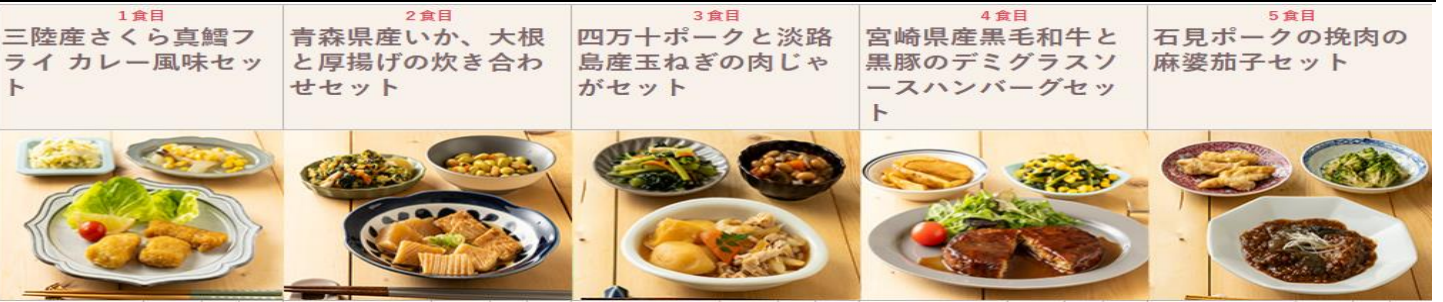 1食目
三陸産さくら真鱈フ
ライ カレー風味セッ
ト
2食目
青森県産いか、大根
と厚揚げの炊き合わ
せセット
3食目
四万十ポークと淡路
島産玉ねぎの肉じゃ
がセット
4食目
宮崎県産黒毛和牛と
黒豚のデミグラスソ
ースハンバーグセッ
ト
5食目
石見ポークの挽肉の
麻婆茄子セット